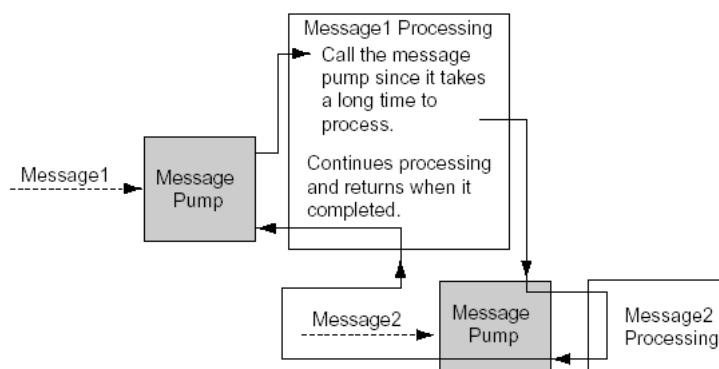 Message1 Processing
Call the message
pump since it takes
a long time to
process.
Message1
Message
Pump
Continues processing
and returns when it
completed.
Message2
Message
Pump
Message2
Processing